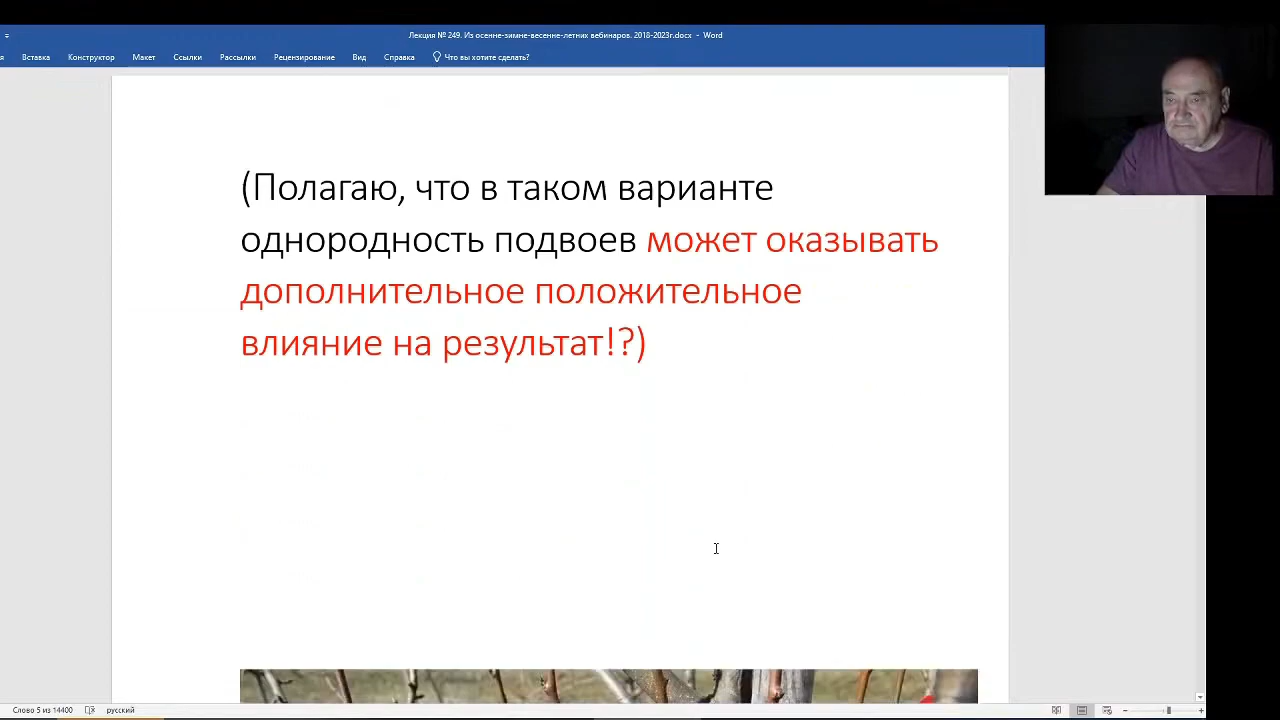 Лекция № 249. Из осенне-зимне-весенне-летних вебинаров. 2018-2023г.docx - Word
я Вставка Конструктор Макет Ссылки Рассылки Рецензирование Вид Справка Что вы хотите сделать?
(Полагаю, что в таком варианте
однородность подвоев может оказывать
дополнительное положительное
влияние на результат!?)
Слово 5 из 14400 русский